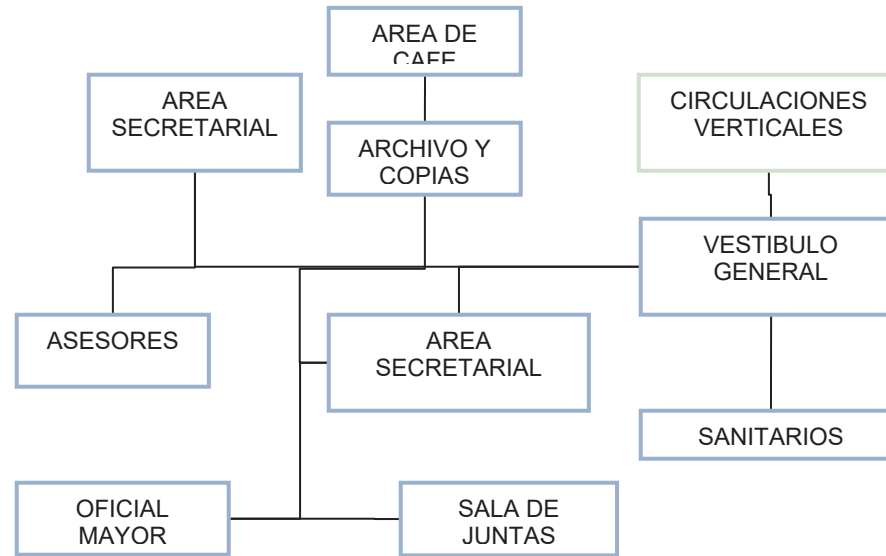 AREA DE
CAFE
AREA
SECRETARIAL
CIRCULACIONES
VERTICALES
ARCHIVO Y
COPIAS
VESTIBULO
GENERAL
ASESORES
AREA
SECRETARIAL
SANITARIOS
OFICIAL
MAYOR
SALA DE
JUNTAS